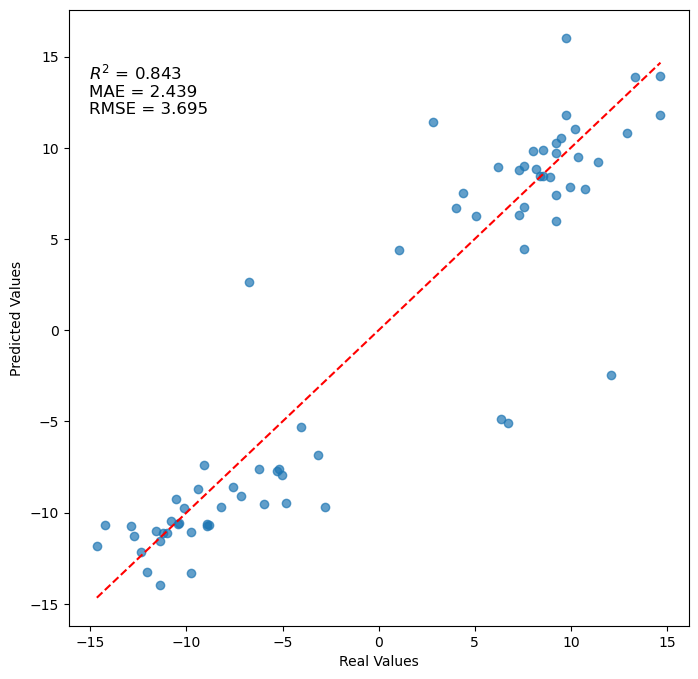 R² = 0.843
MAE = 2.439
RMSE = 3.695
15
10
5
0
−5
−10
−15
Predicted Values
−15 −10 −5 0 5 10 15
Real Values